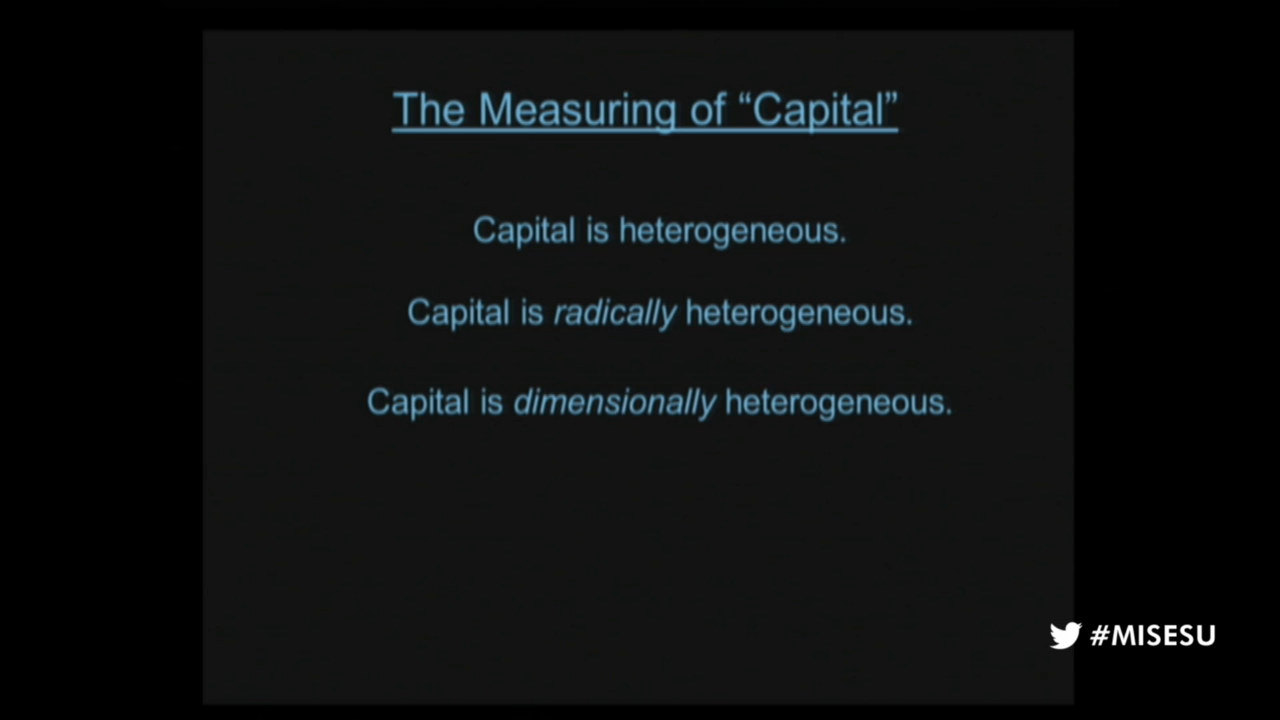 The Measuring of “Capital”
Capital is heterogeneous.
Capital is radically heterogeneous.
Capital is dimensionally heterogeneous.
#MISESU